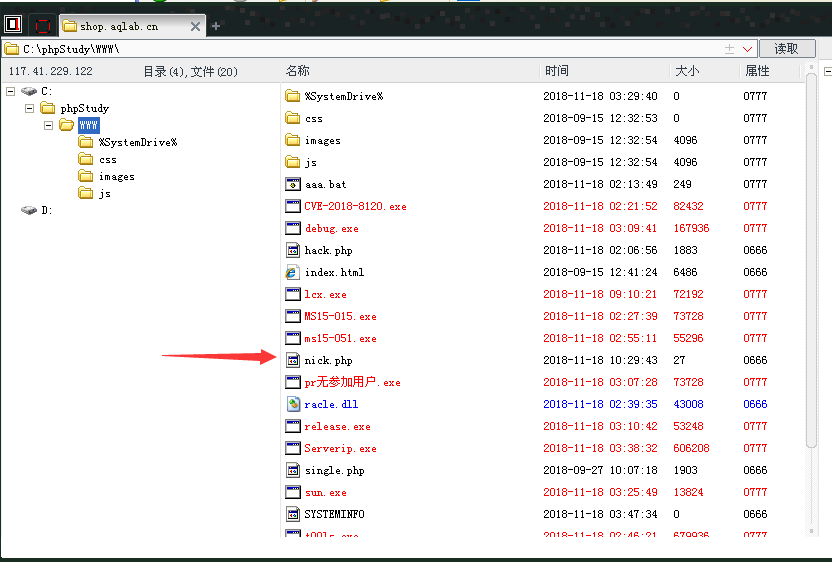 shop.aqlab.cn
C:\phpStudy\WWW\
读取
117.41.229.122 目录(4),文件(20) 名称 时间 大小 属性
C:
phpStudy
WWW
%SystemDrive%
css
images
js
D:
%SystemDrive% 2018-11-18 03:29:40 0 0777
css 2018-09-15 12:32:53 0 0777
images 2018-09-15 12:32:54 4096 0777
js 2018-09-15 12:32:54 4096 0777
aaa.bat 2018-11-18 02:13:49 249 0777
CVE-2018-8120.exe 2018-11-18 02:21:52 82432 0777
debug.exe 2018-11-18 03:09:41 167936 0777
hack.php 2018-11-18 02:06:56 1883 0666
index.html 2018-09-15 12:41:24 6486 0666
lcx.exe 2018-11-18 09:10:21 72192 0777
MS15-015.exe 2018-11-18 02:27:39 73728 0777
ms15-051.exe 2018-11-18 02:55:11 55296 0777
nick.php 2018-11-18 10:29:43 27 0666
pr无参加用户.exe 2018-11-18 03:07:28 73728 0777
racle.dll 2018-11-18 02:39:35 43008 0666
release.exe 2018-11-18 03:10:42 53248 0777
Serverip.exe 2018-11-18 03:38:32 606208 0777
single.php 2018-09-27 10:07:18 1903 0666
sun.exe 2018-11-18 03:25:49 13824 0777
SYSTEMINFO 2018-11-18 03:47:34 0 0666
t00ls.exe 2018-11-18 02:46:21 679936 0777